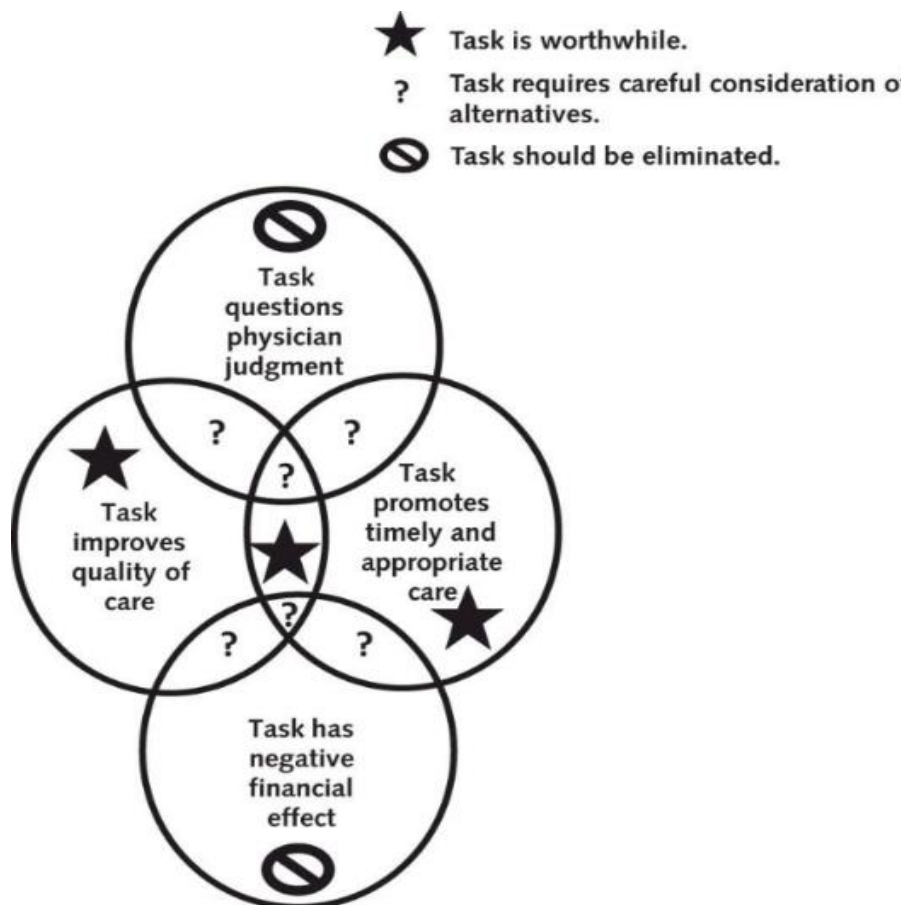 Task is worthwhile.
? Task requires careful consideration of
alternatives.
Task should be eliminated.
Task
questions
physician
judgment
? ?
?
Task
improves
quality of
care
Task
promotes
timely and
appropriate
care
?
? ?
Task has
negative
financial
effect